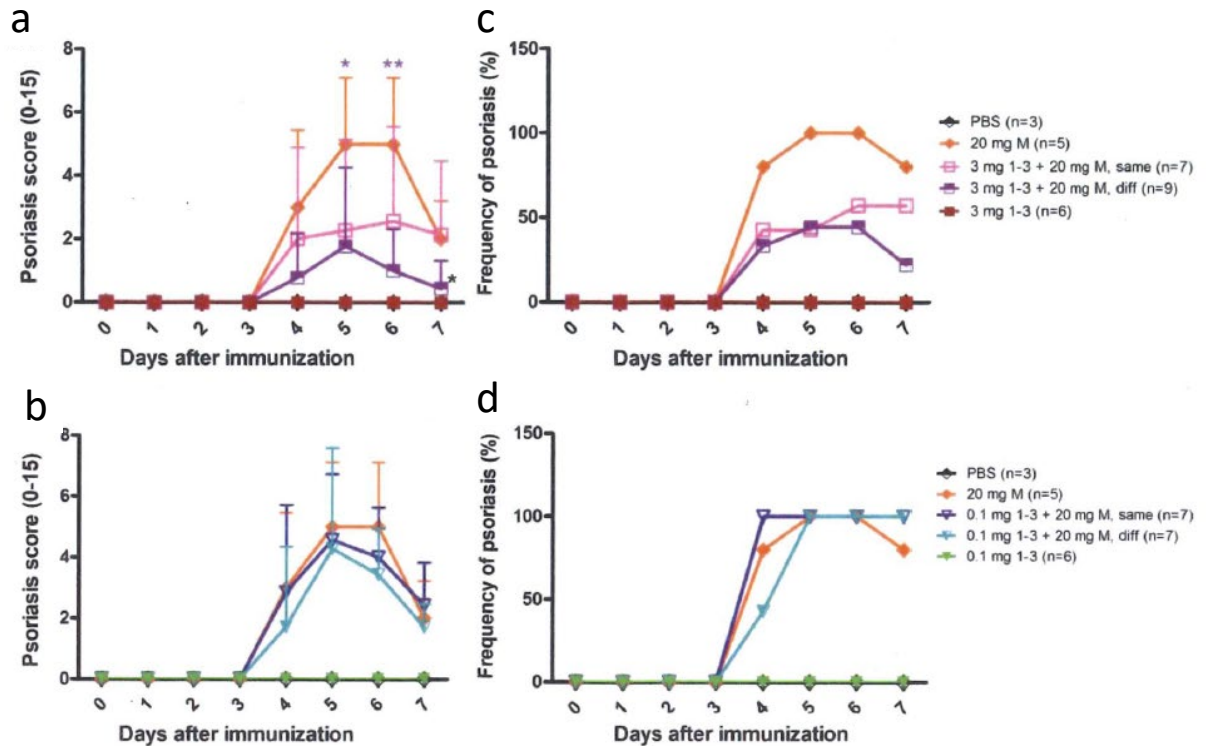 a
8
6
4
2
0
Psoriasis score (0-15)
*
**
*
0 1 2 3 4 5 6 7
Days after immunization
c
150
100
50
0
Frequency of psoriasis (%)
0 1 2 3 4 5 6 7
Days after immunization
PBS (n=3)
20 mg M (n=5)
3 mg 1-3 + 20 mg M, same (n=7)
3 mg 1-3 + 20 mg M, diff (n=9)
3 mg 1-3 (n=6)
b
8
6
4
2
0
Psoriasis score (0-15)
0 1 2 3 4 5 6 7
Days after immunization
d
150
100
50
0
Frequency of psoriasis (%)
0 1 2 3 4 5 6 7
Days after immunization
PBS (n=3)
20 mg M (n=5)
0.1 mg 1-3 + 20 mg M, same (n=7)
0.1 mg 1-3 + 20 mg M, diff (n=7)
0.1 mg 1-3 (n=6)